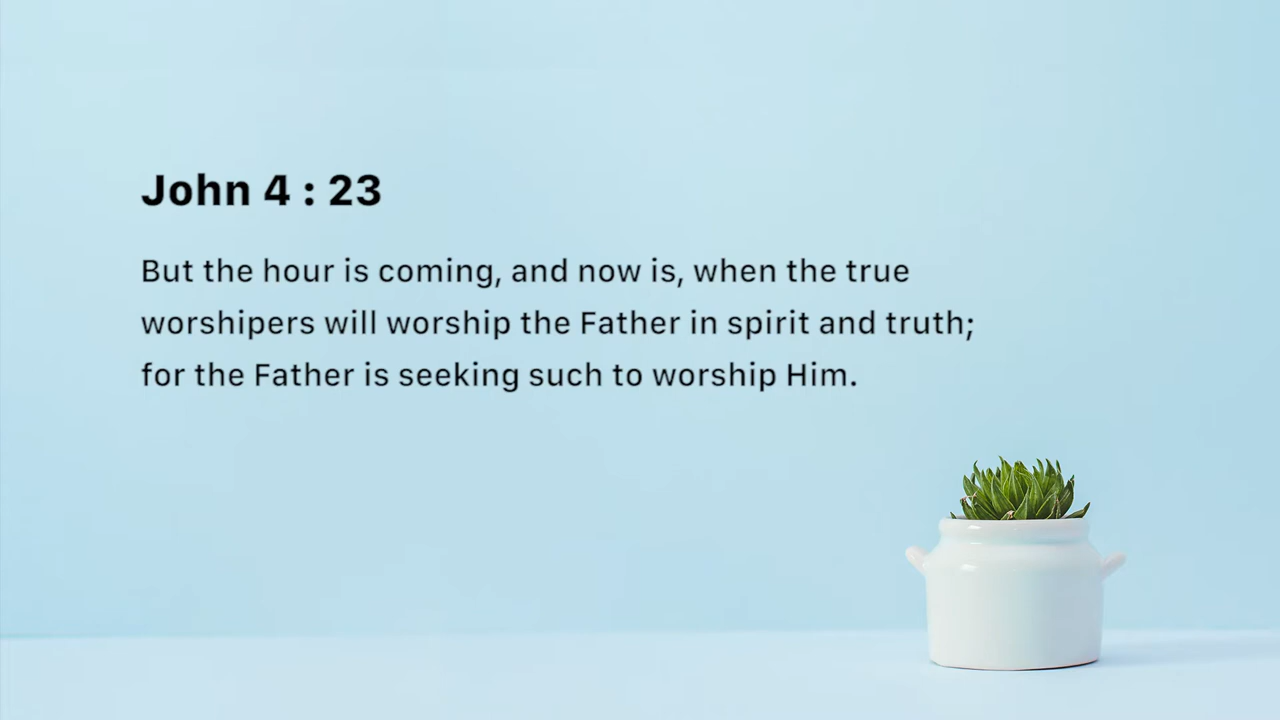 John 4 : 23
But the hour is coming, and now is, when the true
worshipers will worship the Father in spirit and truth;
for the Father is seeking such to worship Him.